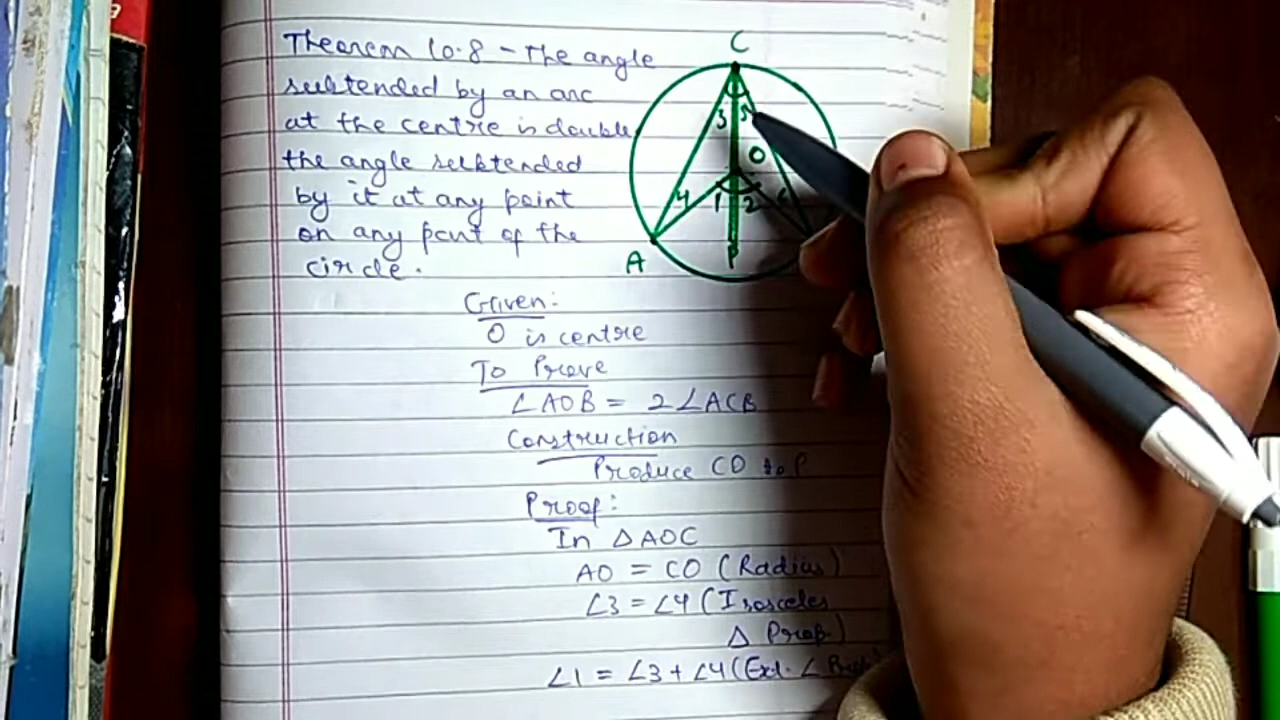 Theorem 10.8 - The angle
subtended by an arc
at the centre is double
the angle subtended
by it at any point
on any part of the
circle.
C
3 5
O
4 1 2 6
A
P
Given:
O is centre
To Prove
∠AOB = 2∠ACB
Construction
Produce CO to P
Proof:
In △AOC
AO = CO (Radius)
∠3 = ∠4 (Isosceles
△ Prop.)
∠1 = ∠3 + ∠4 (Ext. ∠